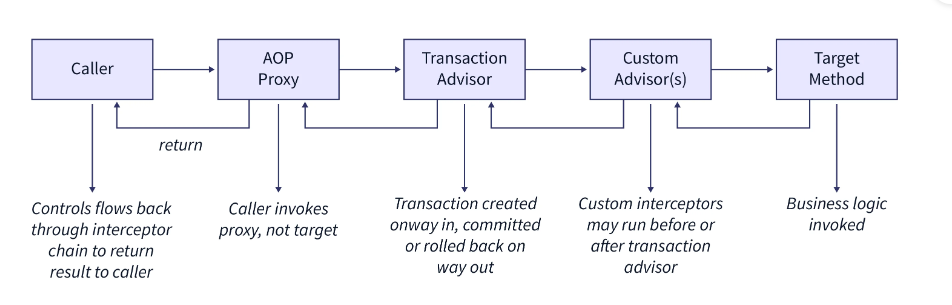 Caller
AOP
Proxy
Transaction
Advisor
Custom
Advisor(s)
Target
Method
return
Controls flows back
through interceptor
chain to return
result to caller
Caller invokes
proxy, not target
Transaction created
onway in, committed
or rolled back on
way out
Custom interceptors
may run before or
after transaction
advisor
Business logic
invoked